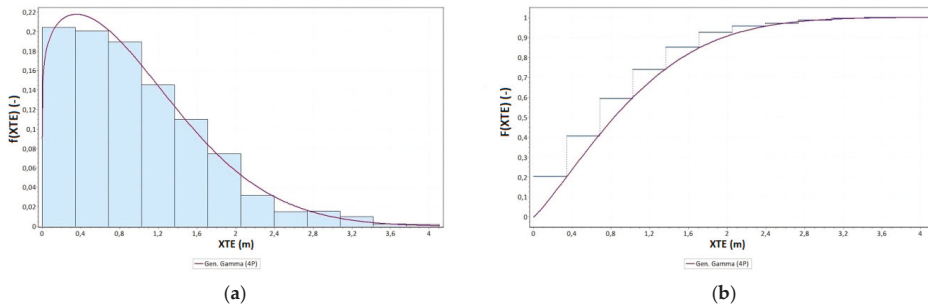 0,22
0,2
0,18
0,16
0,14
0,12
0,1
0,08
0,06
0,04
0,02
0
f(XTE) (-)
0 0,4 0,8 1,2 1,6 2 2,4 2,8 3,2 3,6 4
XTE (m)
Gen. Gamma (4P)
(a)
1
0,9
0,8
0,7
0,6
0,5
0,4
0,3
0,2
0,1
0
F(XTE) (-)
0 0,4 0,8 1,2 1,6 2 2,4 2,8 3,2 3,6 4
XTE (m)
Gen. Gamma (4P)
(b)